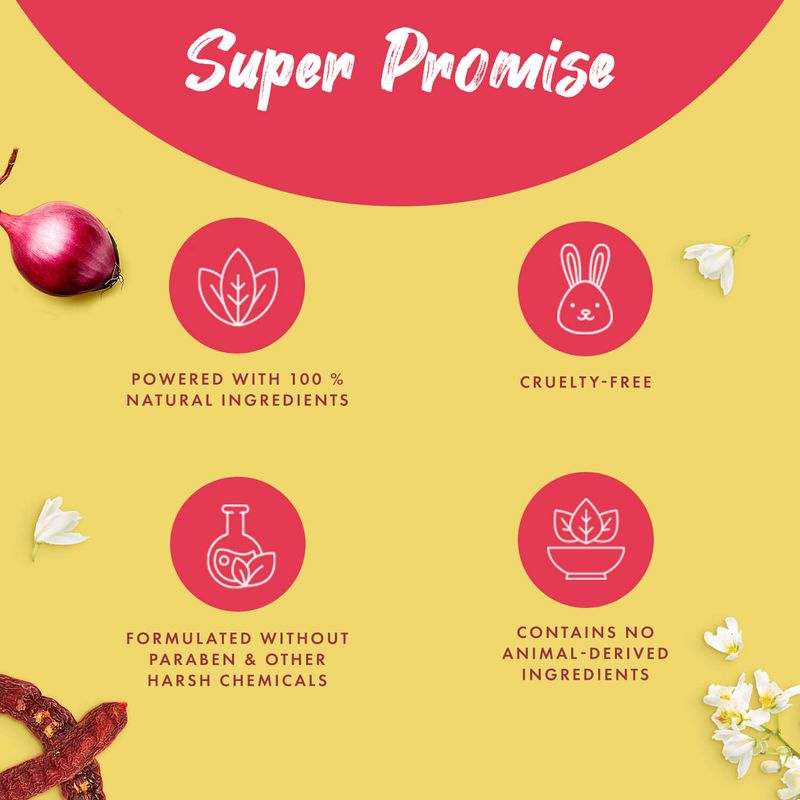 Super Promise
POWERED WITH 100 %
NATURAL INGREDIENTS
CRUELTY-FREE
FORMULATED WITHOUT
PARABEN & OTHER
HARSH CHEMICALS
CONTAINS NO
ANIMAL-DERIVED
INGREDIENTS